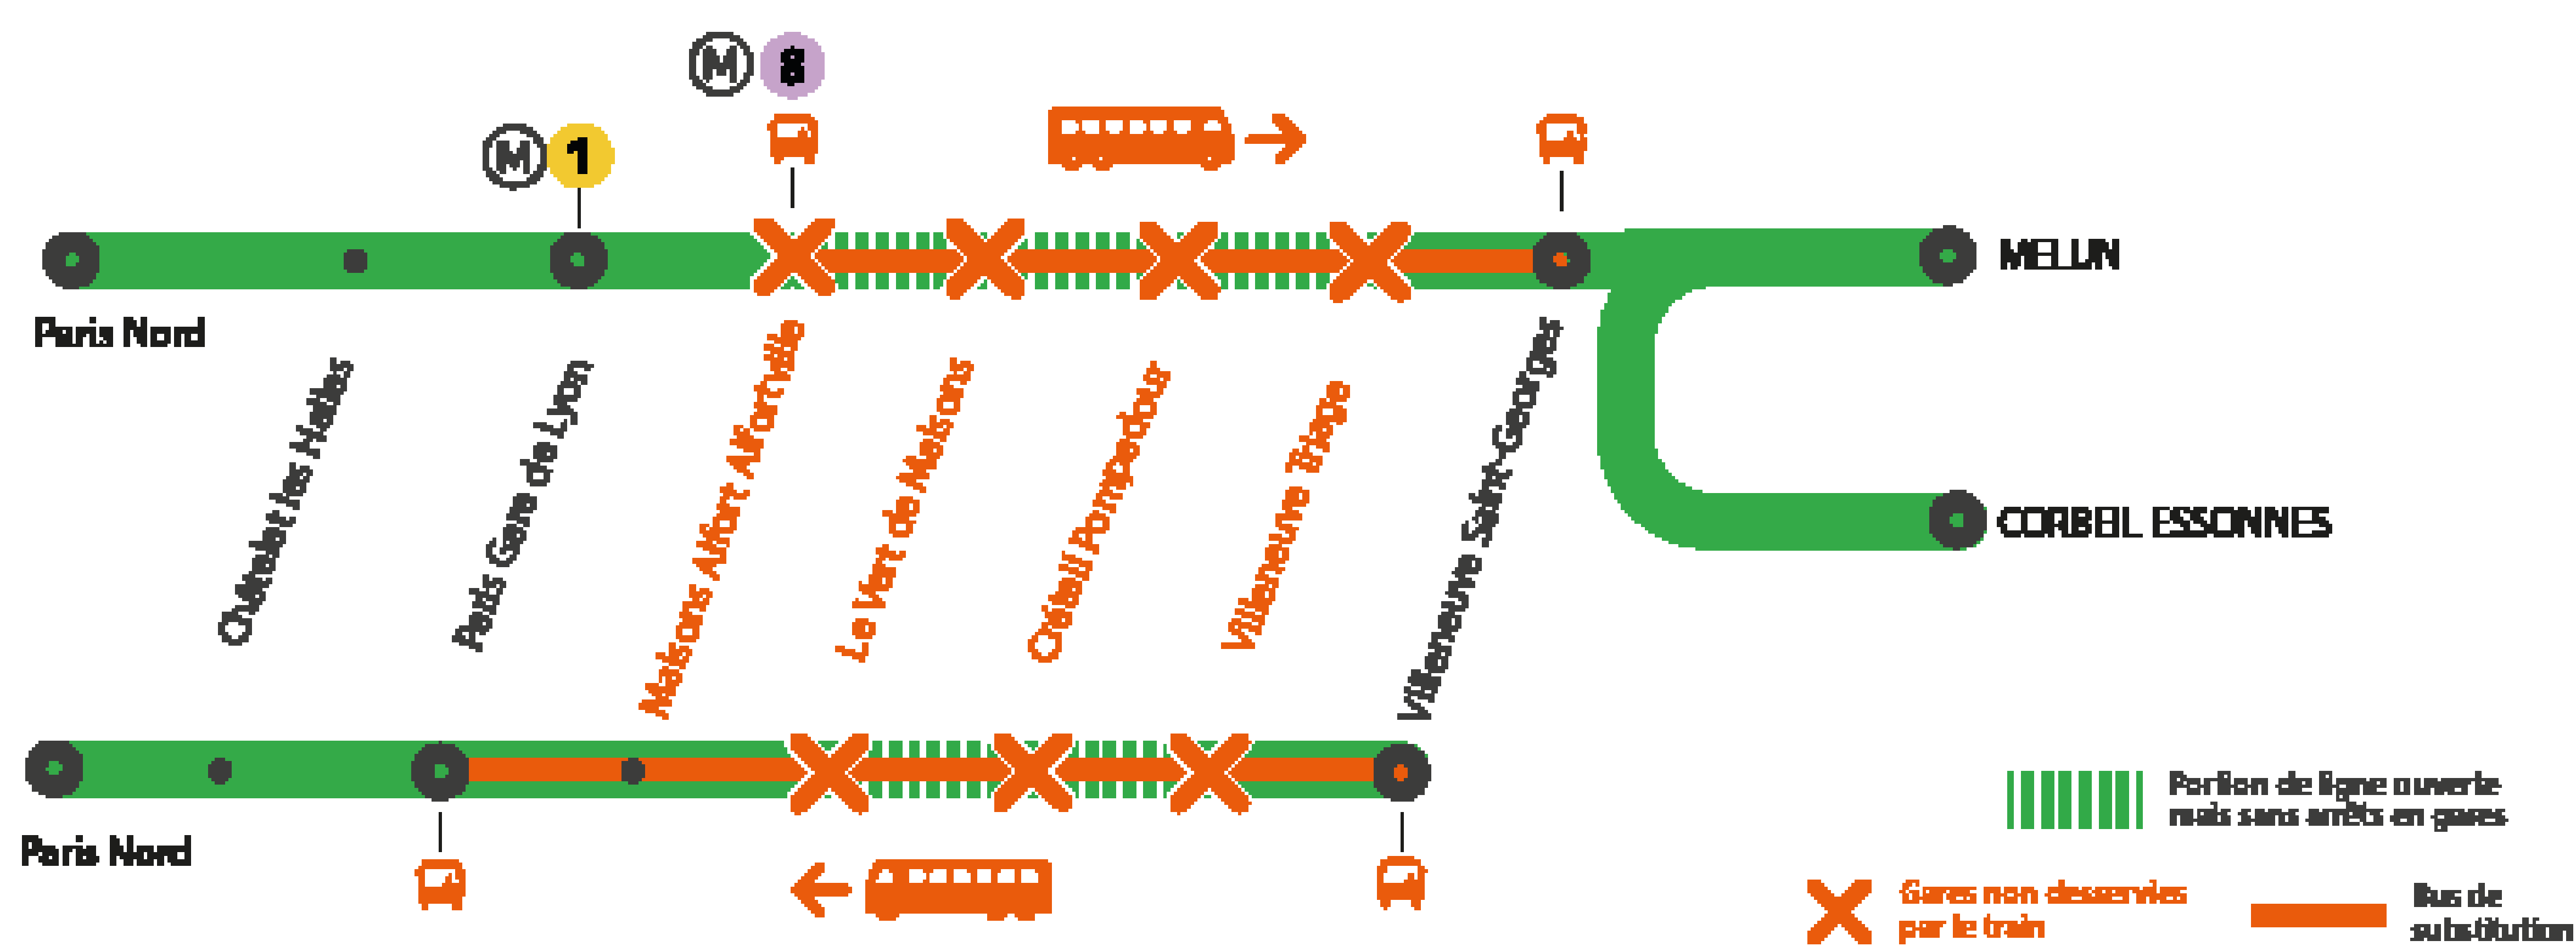 M 8
M 1
MELUN
Paris Nord
Châtelet les Halles
Paris Gare de Lyon
Maisons Alfort Alfortville
Le Vert de Maisons
Créteil Pompadour
Villeneuve Triage
Villeneuve Saint-Georges
CORBEIL ESSONNES
Paris Nord
Portion de ligne ouverte
mais sans arrêts en gares
Gares non desservies
par le train
Bus de
substitution